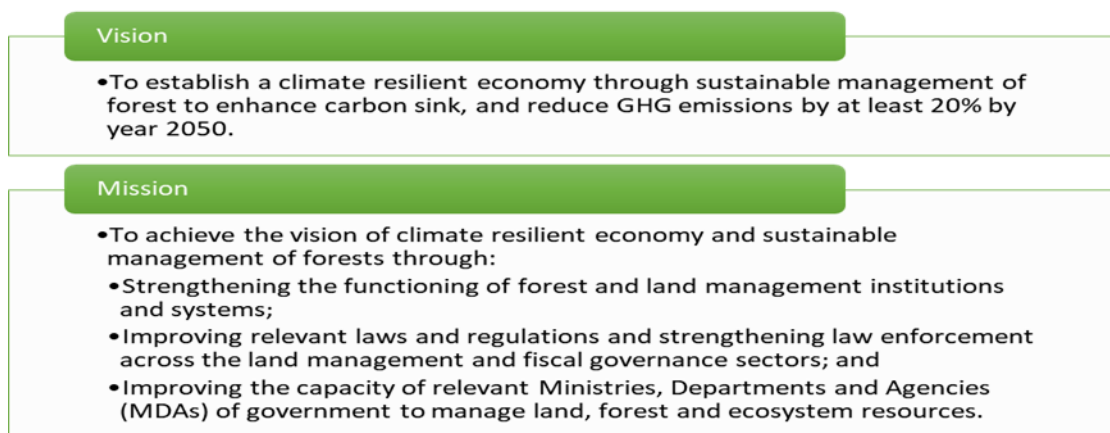 Vision
•To establish a climate resilient economy through sustainable management of
forest to enhance carbon sink, and reduce GHG emissions by at least 20% by
year 2050.
Mission
•To achieve the vision of climate resilient economy and sustainable
management of forests through:
•Strengthening the functioning of forest and land management institutions
and systems;
•Improving relevant laws and regulations and strengthening law enforcement
across the land management and fiscal governance sectors; and
•Improving the capacity of relevant Ministries, Departments and Agencies
(MDAs) of government to manage land, forest and ecosystem resources.